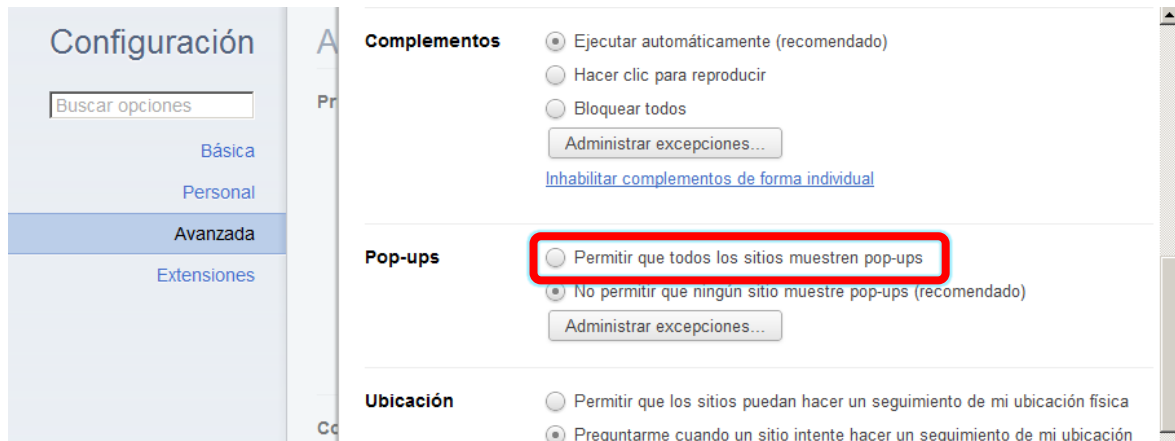 Configuración
Buscar opciones
Básica
Personal
Avanzada
Extensiones
A
Pr
Co
Complementos
Ejecutar automáticamente (recomendado)
Hacer clic para reproducir
Bloquear todos
Administrar excepciones...
Inhabilitar complementos de forma individual
Pop-ups
Permitir que todos los sitios muestren pop-ups
No permitir que ningún sitio muestre pop-ups (recomendado)
Administrar excepciones...
Ubicación
Permitir que los sitios puedan hacer un seguimiento de mi ubicación física
Preguntarme cuando un sitio intente hacer un seguimiento de mi ubicación